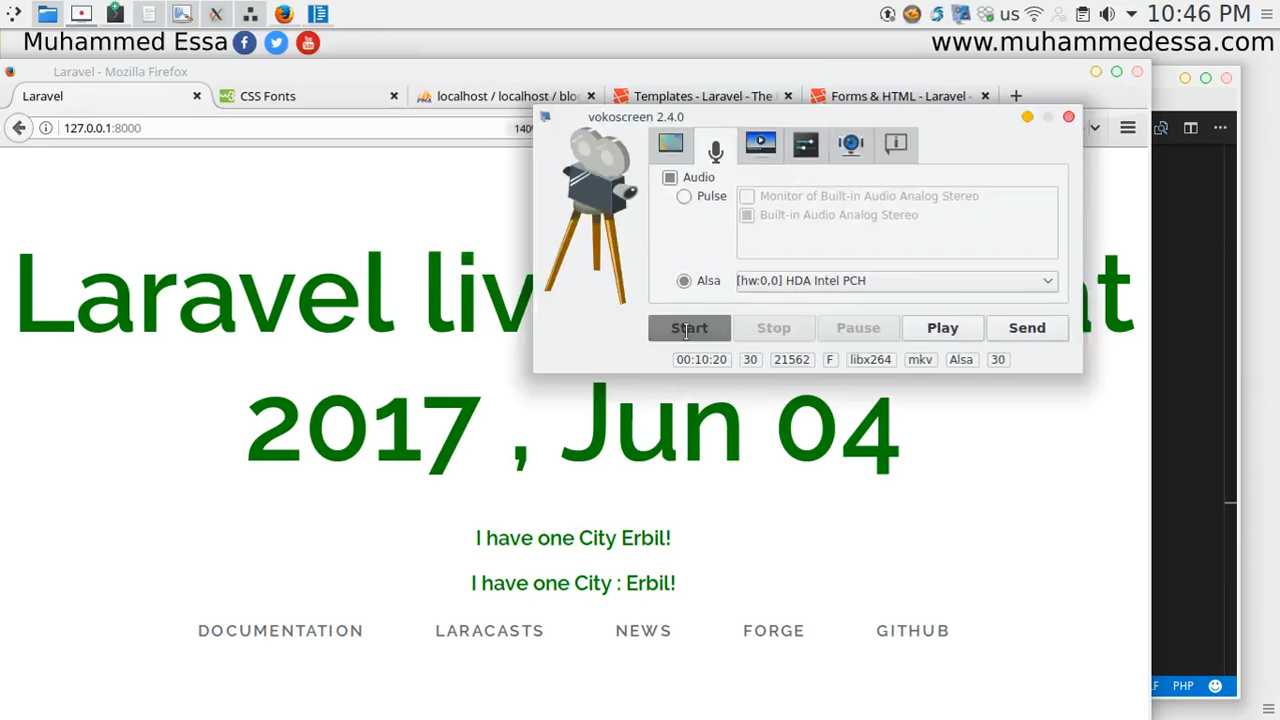 us
10:46 PM
Muhammed Essa
www.muhammedessa.com
Laravel - Mozilla Firefox
Laravel
CSS Fonts
localhost / localhost / blo
Templates - Laravel - The
Forms & HTML - Laravel -
127.0.0.1:8000
140
vokoscreen 2.4.0
Audio
Pulse
Monitor of Built-in Audio Analog Stereo
Built-in Audio Analog Stereo
Alsa
[hw:0,0] HDA Intel PCH
Start
Stop
Pause
Play
Send
00:10:20
30
21562
F
libx264
mkv
Alsa
30
Laravel liv
at
2017 , Jun 04
I have one City Erbil!
I have one City : Erbil!
DOCUMENTATION
LARACASTS
NEWS
FORGE
GITHUB
LF
PHP